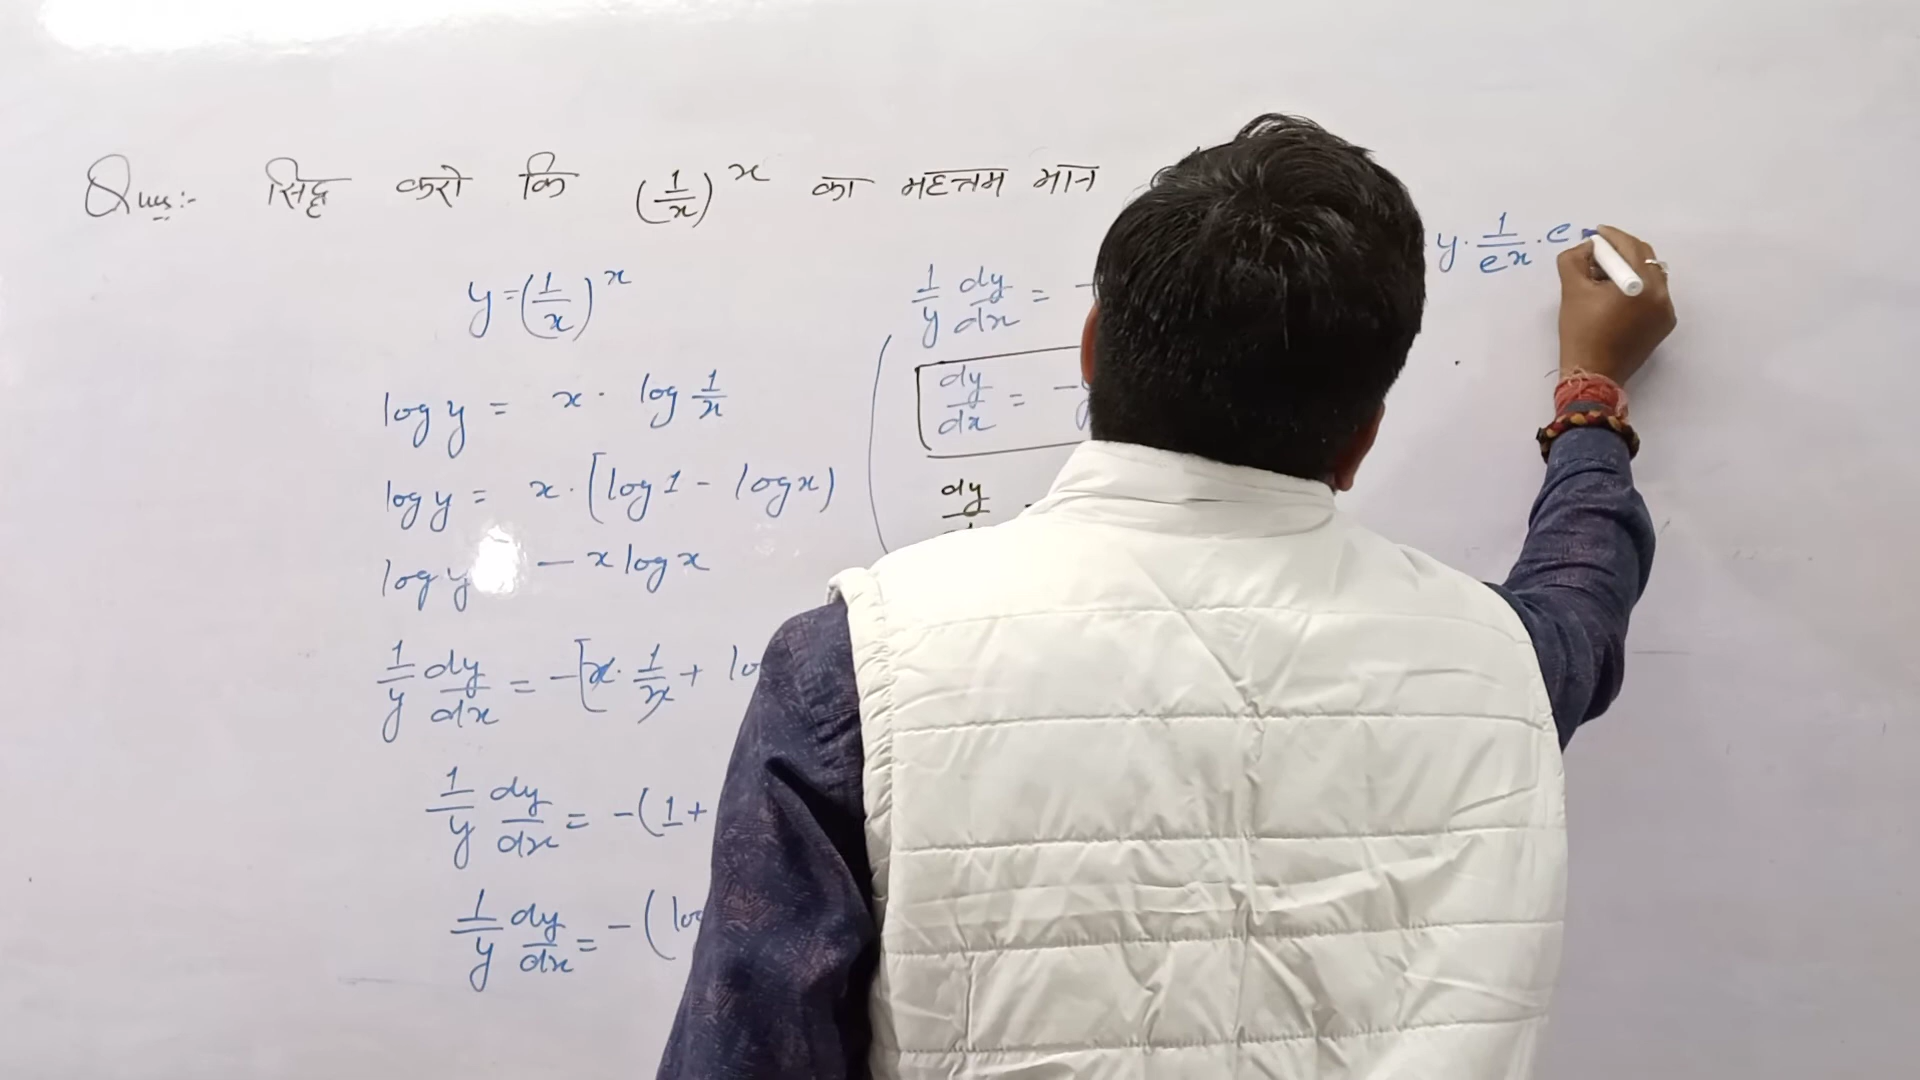 Ques:- सिद्ध करो कि (1/x)^x का महत्तम मान
y = (1/x)^x
log y = x · log 1/x
log y = x · [log 1 - log x)
log y - x log x
1/y dy/dx = -[x · 1/x + lo
1/y dy/dx = -(1+
1/y dy/dx = -(lo
1/y dy/dx = -
dy/dx = -y
dy
y · 1/ex · e